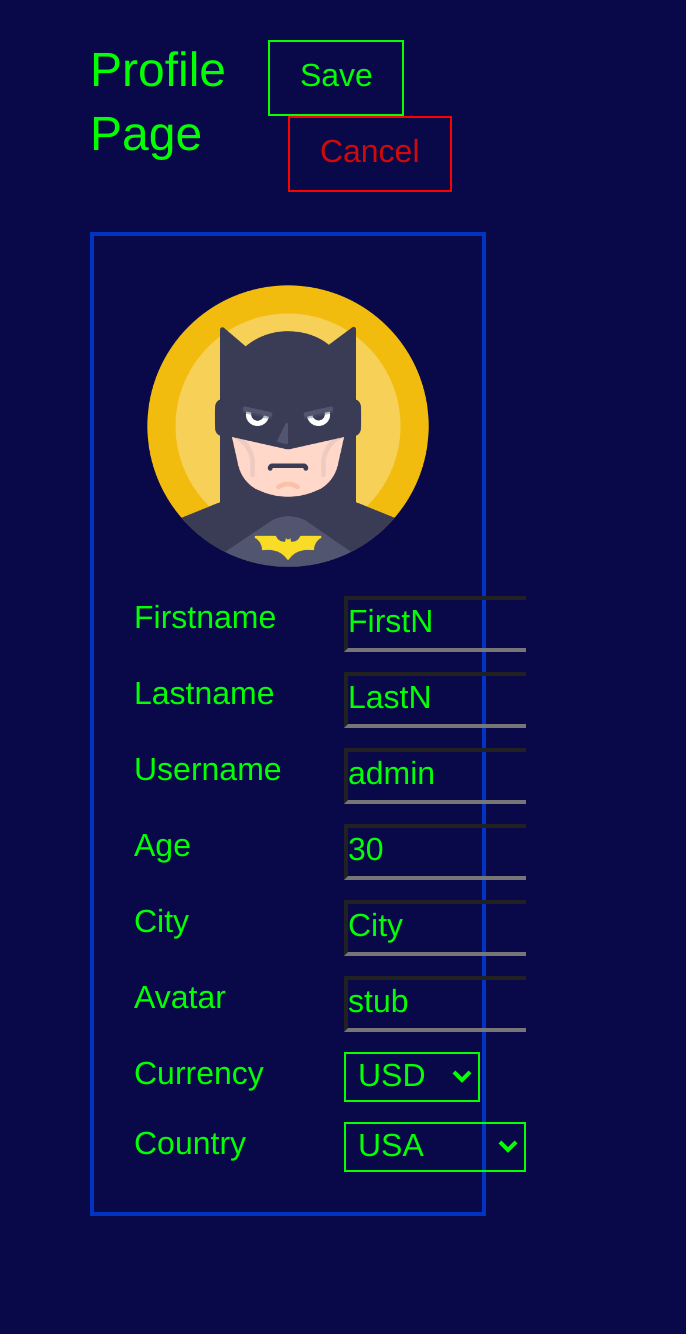 Profile
Page
Save
Cancel
Firstname FirstN
Lastname LastN
Username admin
Age 30
City City
Avatar stub
Currency USD
Country USA